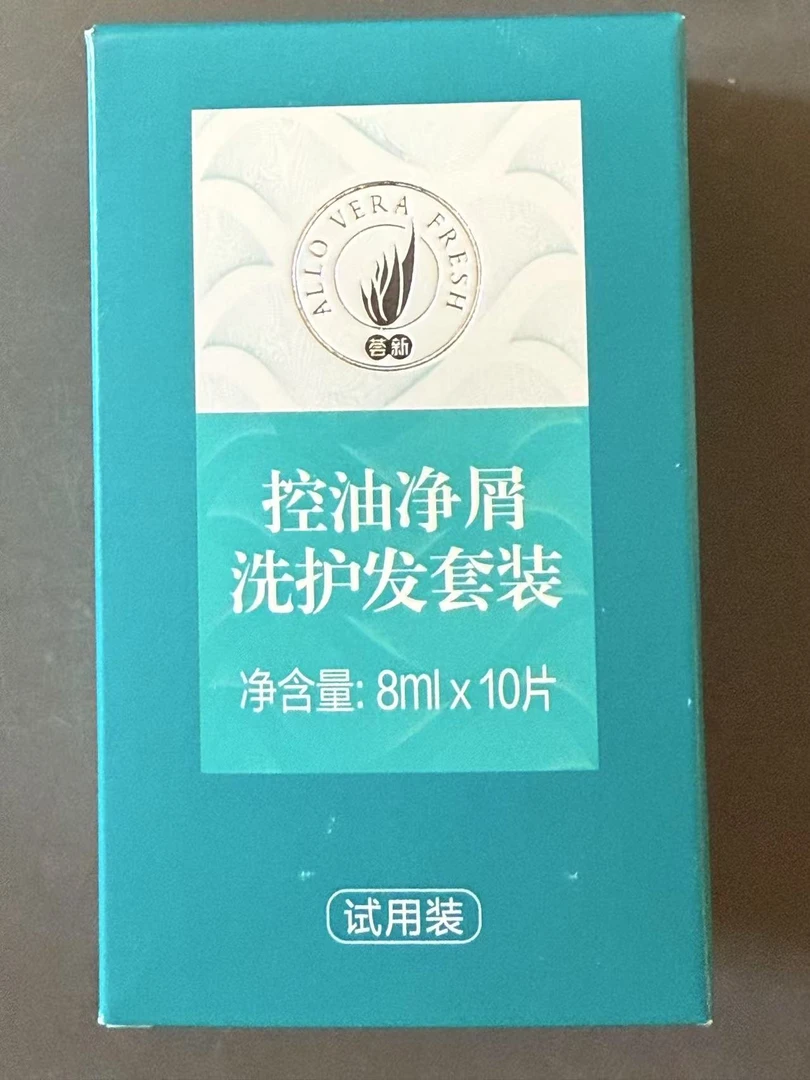 ALLO VERA FRESH
荟新
控油净屑
洗护发套装
净含量: 8ml x 10片
试用装